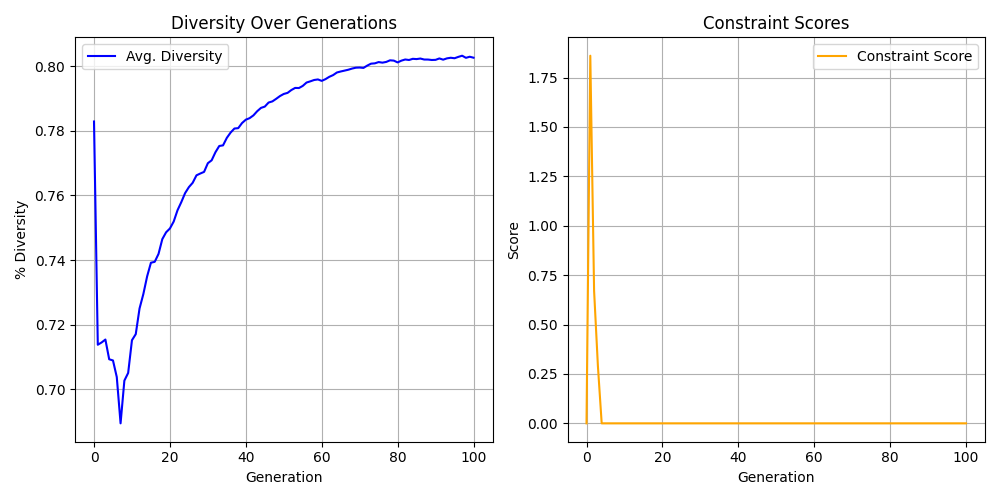 Diversity Over Generations
Avg. Diversity
% Diversity
0.80
0.78
0.76
0.74
0.72
0.70
0 20 40 60 80 100
Generation
Constraint Scores
Constraint Score
Score
1.75
1.50
1.25
1.00
0.75
0.50
0.25
0.00
0 20 40 60 80 100
Generation